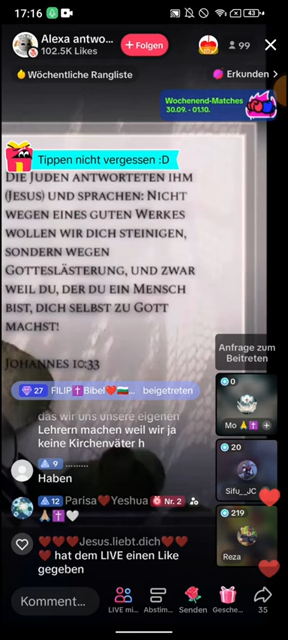 17:16
43
Alexa antwo...
102.5K Likes
+ Folgen
99
Wöchentliche Rangliste
Erkunden >
Wochenend-Matches
30.09. - 01.10.
Tippen nicht vergessen :D
DIE JUDEN ANTWORTETEN IHM
(JESUS) UND SPRACHEN: NICHT
WEGEN EINES GUTEN WERKES
WOLLEN WIR DICH STEINIGEN,
SONDERN WEGEN
GOTTESLÄSTERUNG, UND ZWAR
WEIL DU, DER DU EIN MENSCH
BIST, DICH SELBST ZU GOTT
MACHST!
JOHANNES 10:33
Anfrage zum
Beitreten
27 FILIP✝️Bibel❤️🇧🇬... beigetreten
0
Mo 🙏✝️ +
das wir uns unsere eigenen
Lehrern machen weil wir ja
keine Kirchenväter h
20
Sifu_JC
9 .........
Haben
12 Parisa❤️Yeshua Nr. 2
🙏✝️🤍
219
Reza
❤️❤️❤️Jesus.liebt.dich❤️❤️
❤️ hat dem LIVE einen Like
gegeben
Komment...
LIVE mi...
Abstim...
Senden
Gesche...
35